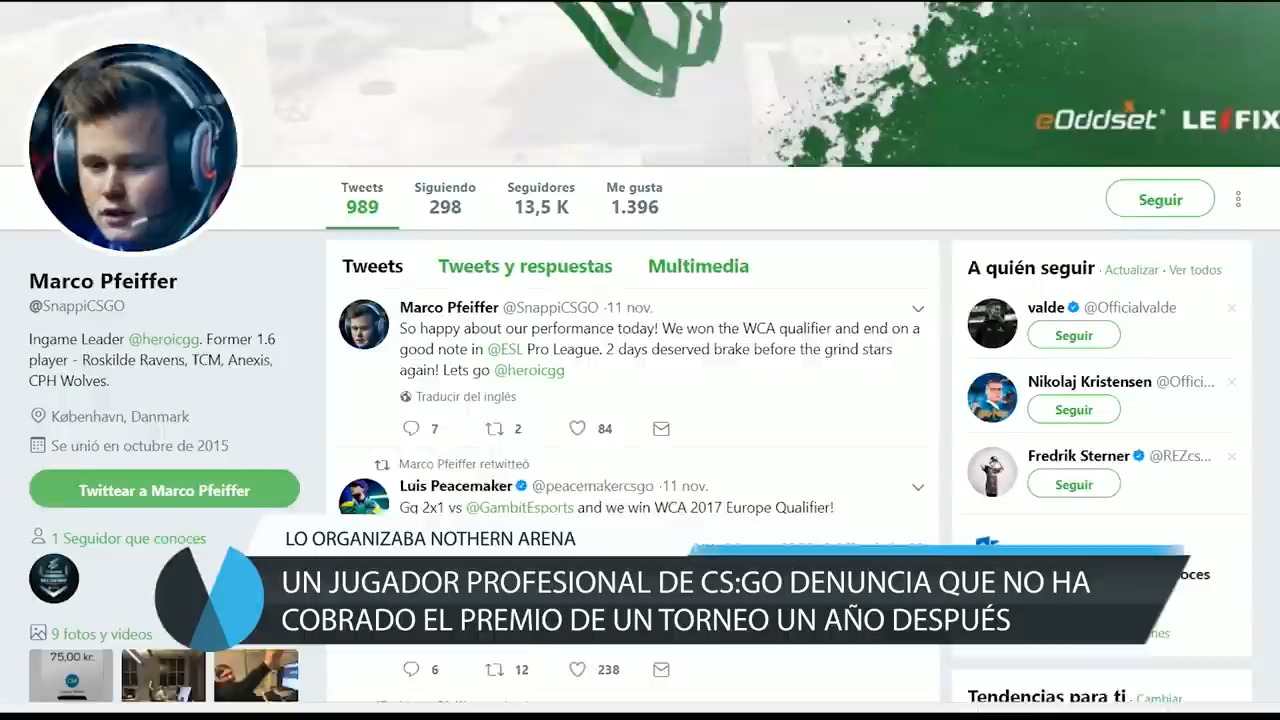 eOddset LE/FIX
Tweets Siguiendo Seguidores Me gusta
989 298 13,5 K 1.396
Seguir
Marco Pfeiffer
@SnappiCSGO
Ingame Leader @heroicgg. Former 1.6
player - Roskilde Ravens, TCM, Anexis,
CPH Wolves.
København, Danmark
Se unió en octubre de 2015
Twittear a Marco Pfeiffer
1 Seguidor que conoces
9 fotos y videos
75,00 kr.
Tweets Tweets y respuestas Multimedia
Marco Pfeiffer @SnappiCSGO · 11 nov.
So happy about our performance today! We won the WCA qualifier and end on a
good note in @ESL Pro League. 2 days deserved brake before the grind stars
again! Lets go @heroicgg
Traducir del inglés
7 2 84
Marco Pfeiffer retwitteó
Luis Peacemaker @peacemakercsgo · 11 nov.
Gg 2x1 vs @GambitEsports and we win WCA 2017 Europe Qualifier!
6 12 238
A quién seguir · Actualizar · Ver todos
valde @Officialvalde
Seguir
Nikolaj Kristensen @Offici...
Seguir
Fredrik Sterner @REZcs...
Seguir
Tendencias para ti · Cambiar
LO ORGANIZABA NOTHERN ARENA
UN JUGADOR PROFESIONAL DE CS:GO DENUNCIA QUE NO HA
COBRADO EL PREMIO DE UN TORNEO UN AÑO DESPUÉS